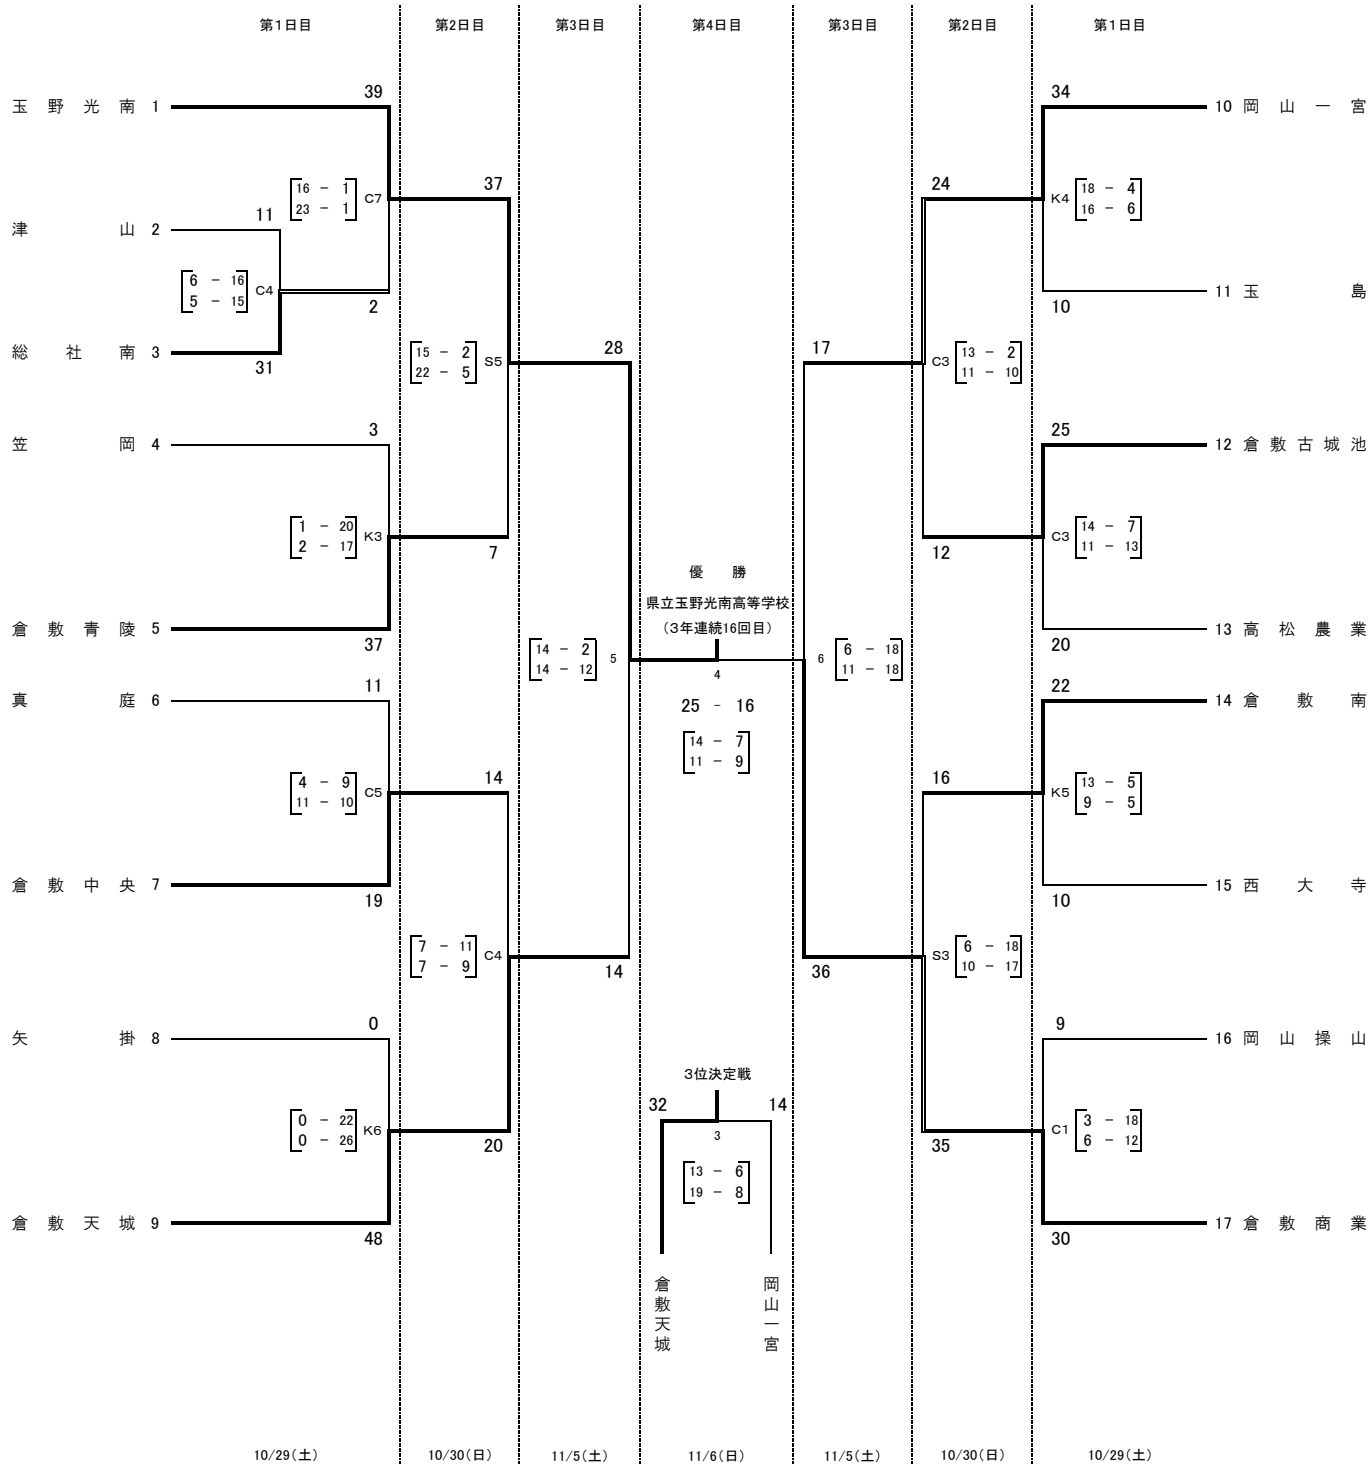 第1日目 第2日目 第3日目 第4日目 第3日目 第2日目 第1日目
39 34
玉野光南 1 10 岡山一宮
16 - 1 C7 37 24 K4 18 - 4
23 - 1 16 - 6
11
津山 2
6 - 16 C4
5 - 15
11 玉島
2 10
総社南 3
31
15 - 2 S5 28 17 C3 13 - 2
22 - 5 11 - 10
3 25
笠岡 4 12 倉敷古城池
1 - 20 K3 C3 14 - 7
2 - 17 11 - 13
7 12
優勝
県立玉野光南高等学校
(3年連続16回目)
倉敷青陵 5 13 高松農業
37 20
14 - 2 5 6 6 - 18
14 - 12 11 - 18
4
11 22
真庭 6 14 倉敷南
25 - 16
14 - 7
11 - 9
4 - 9 C5 14 16 K5 13 - 5
11 - 10 9 - 5
倉敷中央 7 15 西大寺
19 10
7 - 11 C4 S3 6 - 18
7 - 9 10 - 17
14 36
0 9
矢掛 8 16 岡山操山
3位決定戦
32 14
0 - 22 K6 3 C1 3 - 18
0 - 26 6 - 12
20 35
13 - 6
19 - 8
倉敷天城 9 17 倉敷商業
48 30
倉敷天城 岡山一宮
10/29(土) 10/30(日) 11/5(土) 11/6(日) 11/5(土) 10/30(日) 10/29(土)